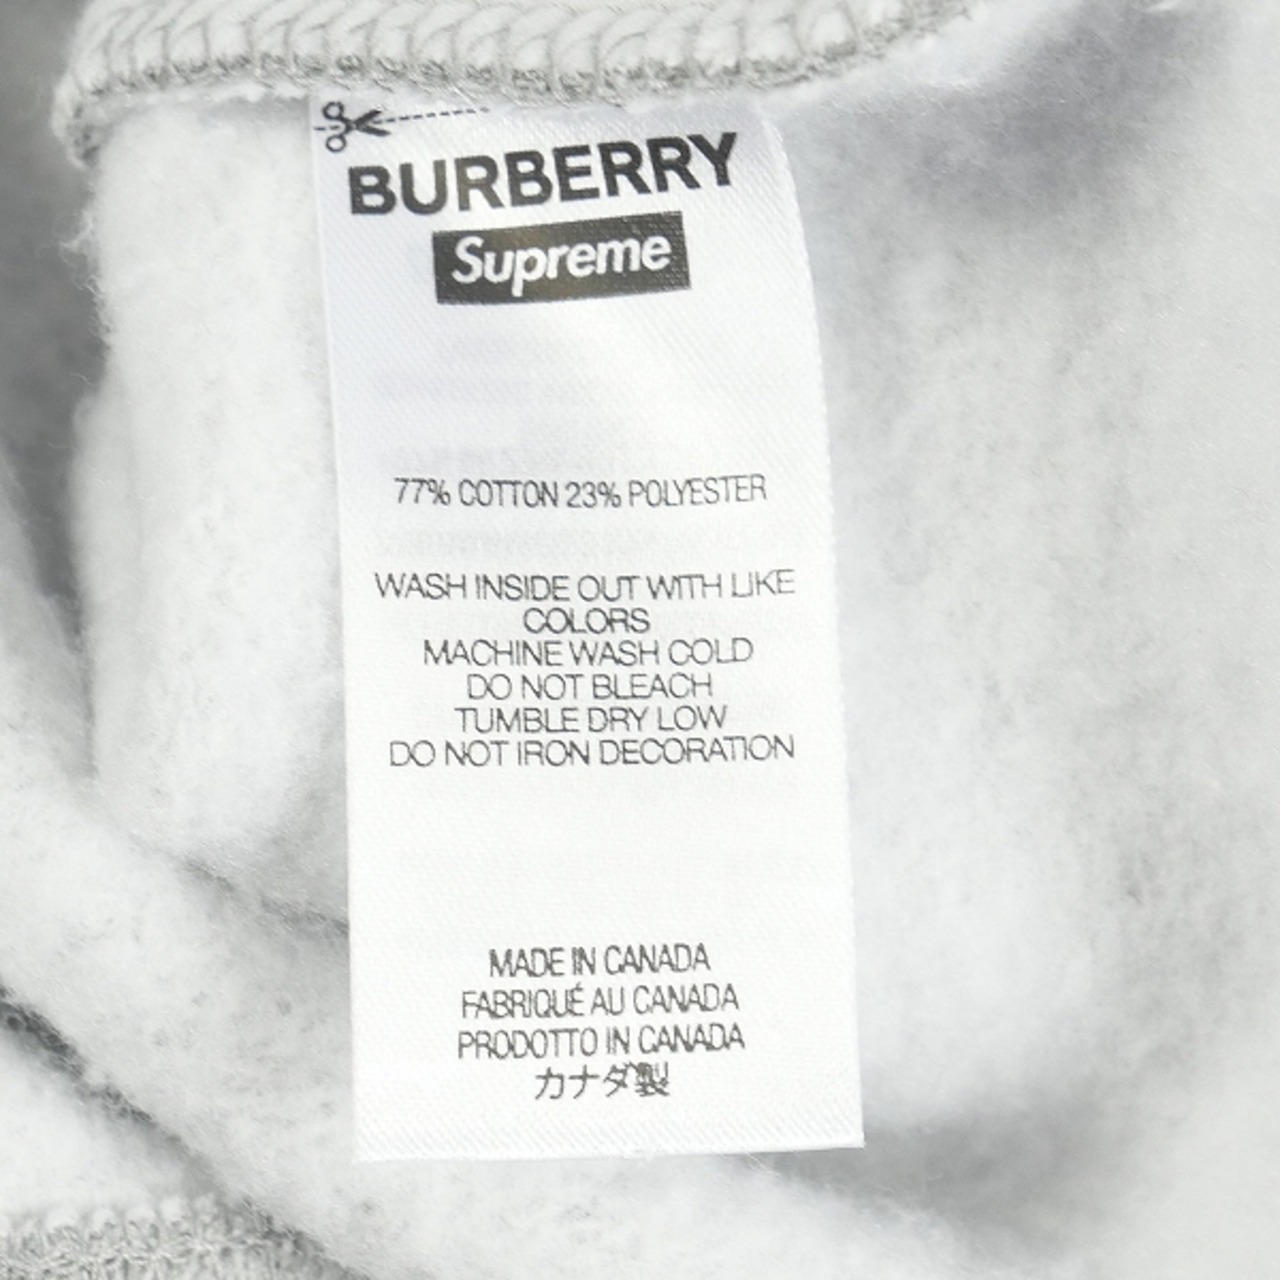 BURBERRY
Supreme
77% COTTON 23% POLYESTER
WASH INSIDE OUT WITH LIKE
COLORS
MACHINE WASH COLD
DO NOT BLEACH
TUMBLE DRY LOW
DO NOT IRON DECORATION
MADE IN CANADA
FABRIQUÉ AU CANADA
PRODOTTO IN CANADA
カナダ製